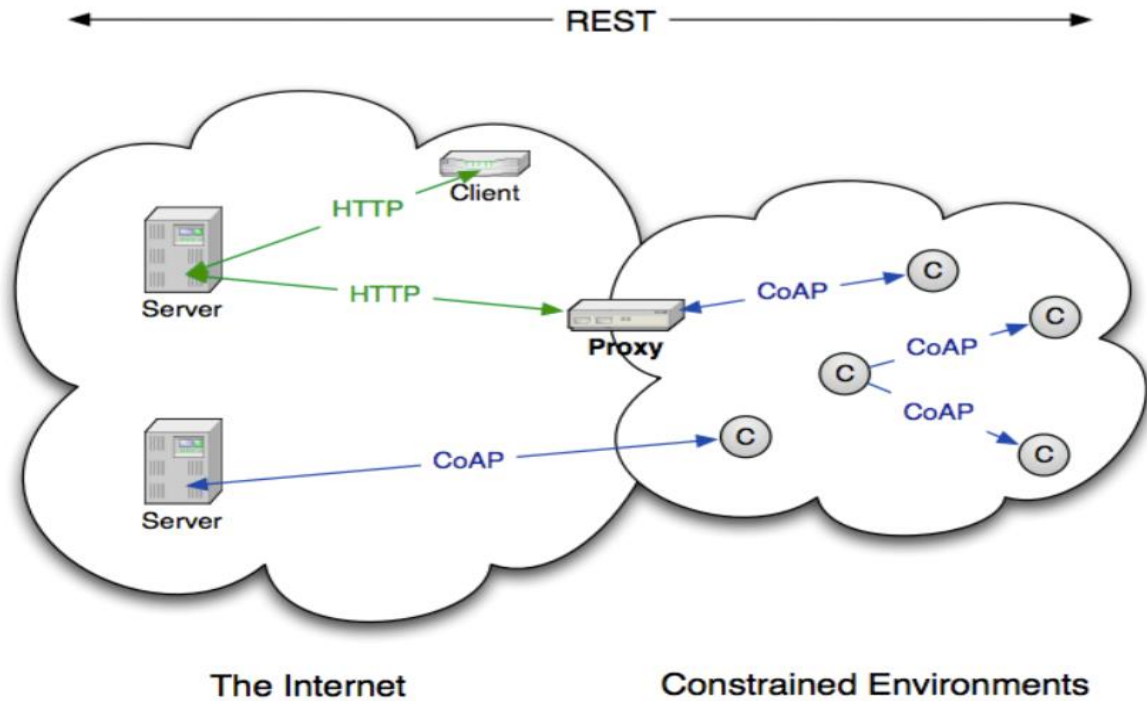 REST
Client
HTTP
Server
HTTP
CoAP
C
Proxy
C
CoAP
C
CoAP
C
CoAP
C
Server
The Internet
Constrained Environments